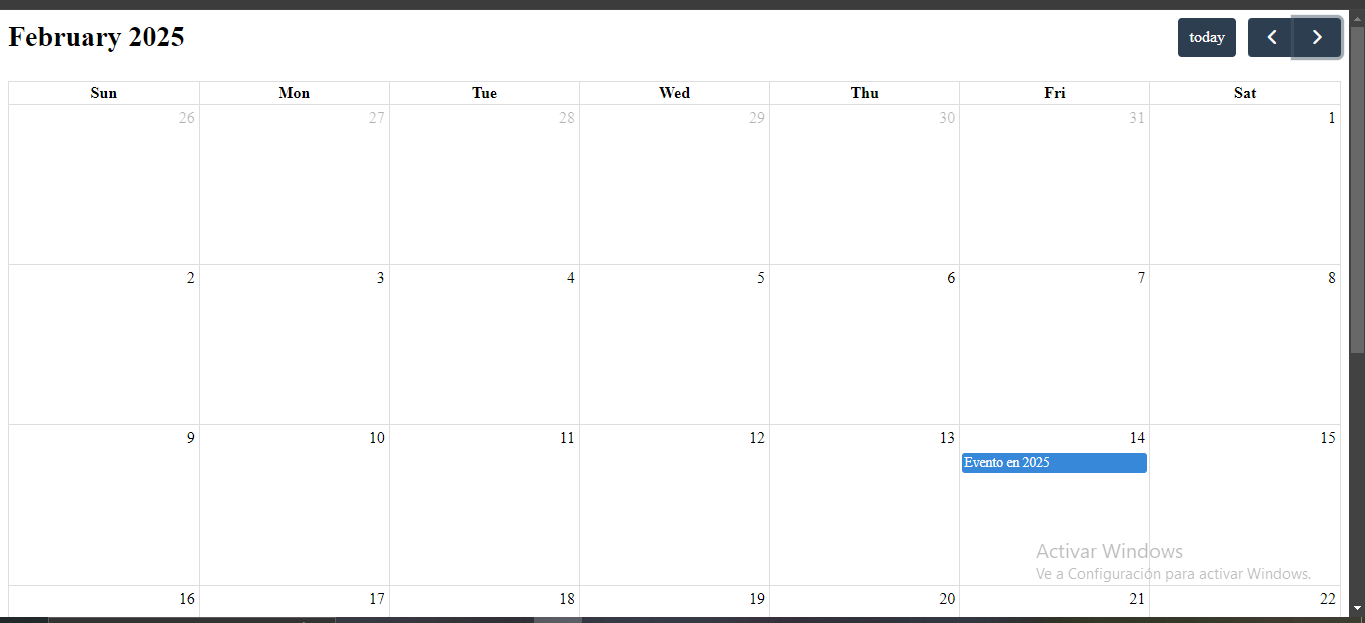 February 2025
today
Sun Mon Tue Wed Thu Fri Sat
26 27 28 29 30 31 1
2 3 4 5 6 7 8
9 10 11 12 13 14 15
Evento en 2025
Activar Windows
Ve a Configuración para activar Windows.
16 17 18 19 20 21 22